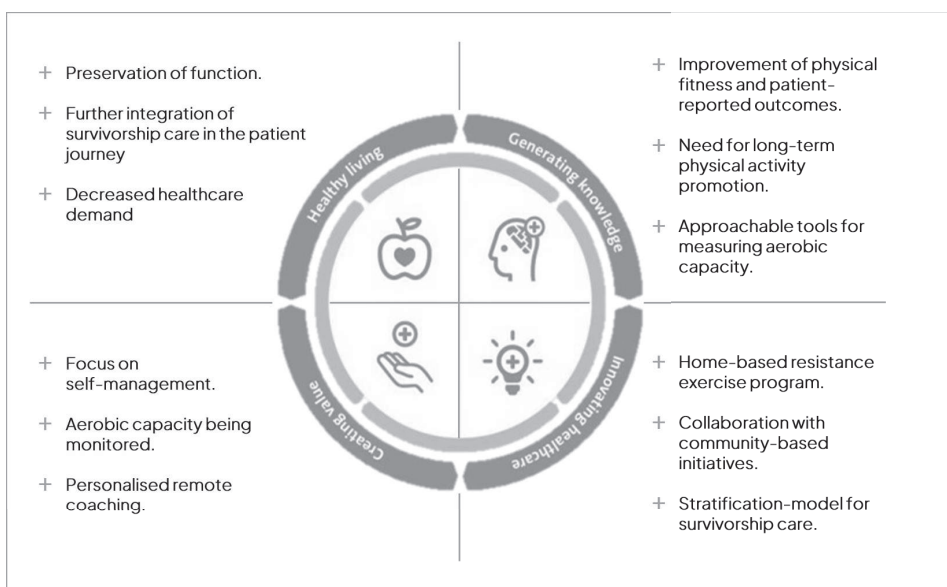 + Preservation of function.
+ Further integration of
survivorship care in the patient
journey
+ Decreased healthcare
demand
+ Improvement of physical
fitness and patient-
reported outcomes.
+ Need for long-term
physical activity
promotion.
+ Approachable tools for
measuring aerobic
capacity.
Healthy living
Generating knowledge
Creating value
Innovating healthcare
+ Focus on
self-management.
+ Aerobic capacity being
monitored.
+ Personalised remote
coaching.
+ Home-based resistance
exercise program.
+ Collaboration with
community-based
initiatives.
+ Stratification-model for
survivorship care.